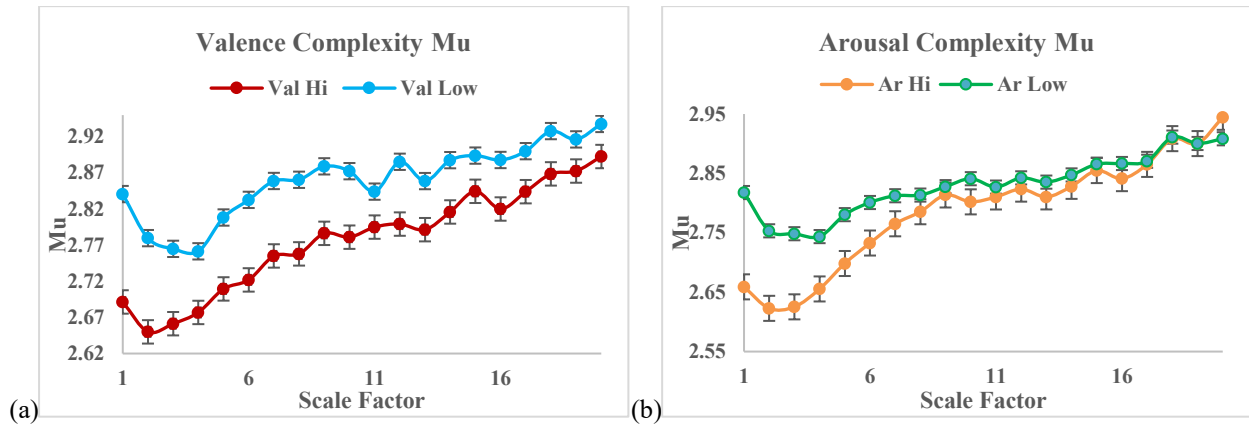 Valence Complexity Mu
Val Hi Val Low
2.92
2.87
2.82
2.77
2.72
2.67
2.62
Mu
1 6 11 16
Scale Factor
(a)
Arousal Complexity Mu
Ar Hi Ar Low
2.95
2.85
2.75
2.65
2.55
Mu
1 6 11 16
Scale Factor
(b)